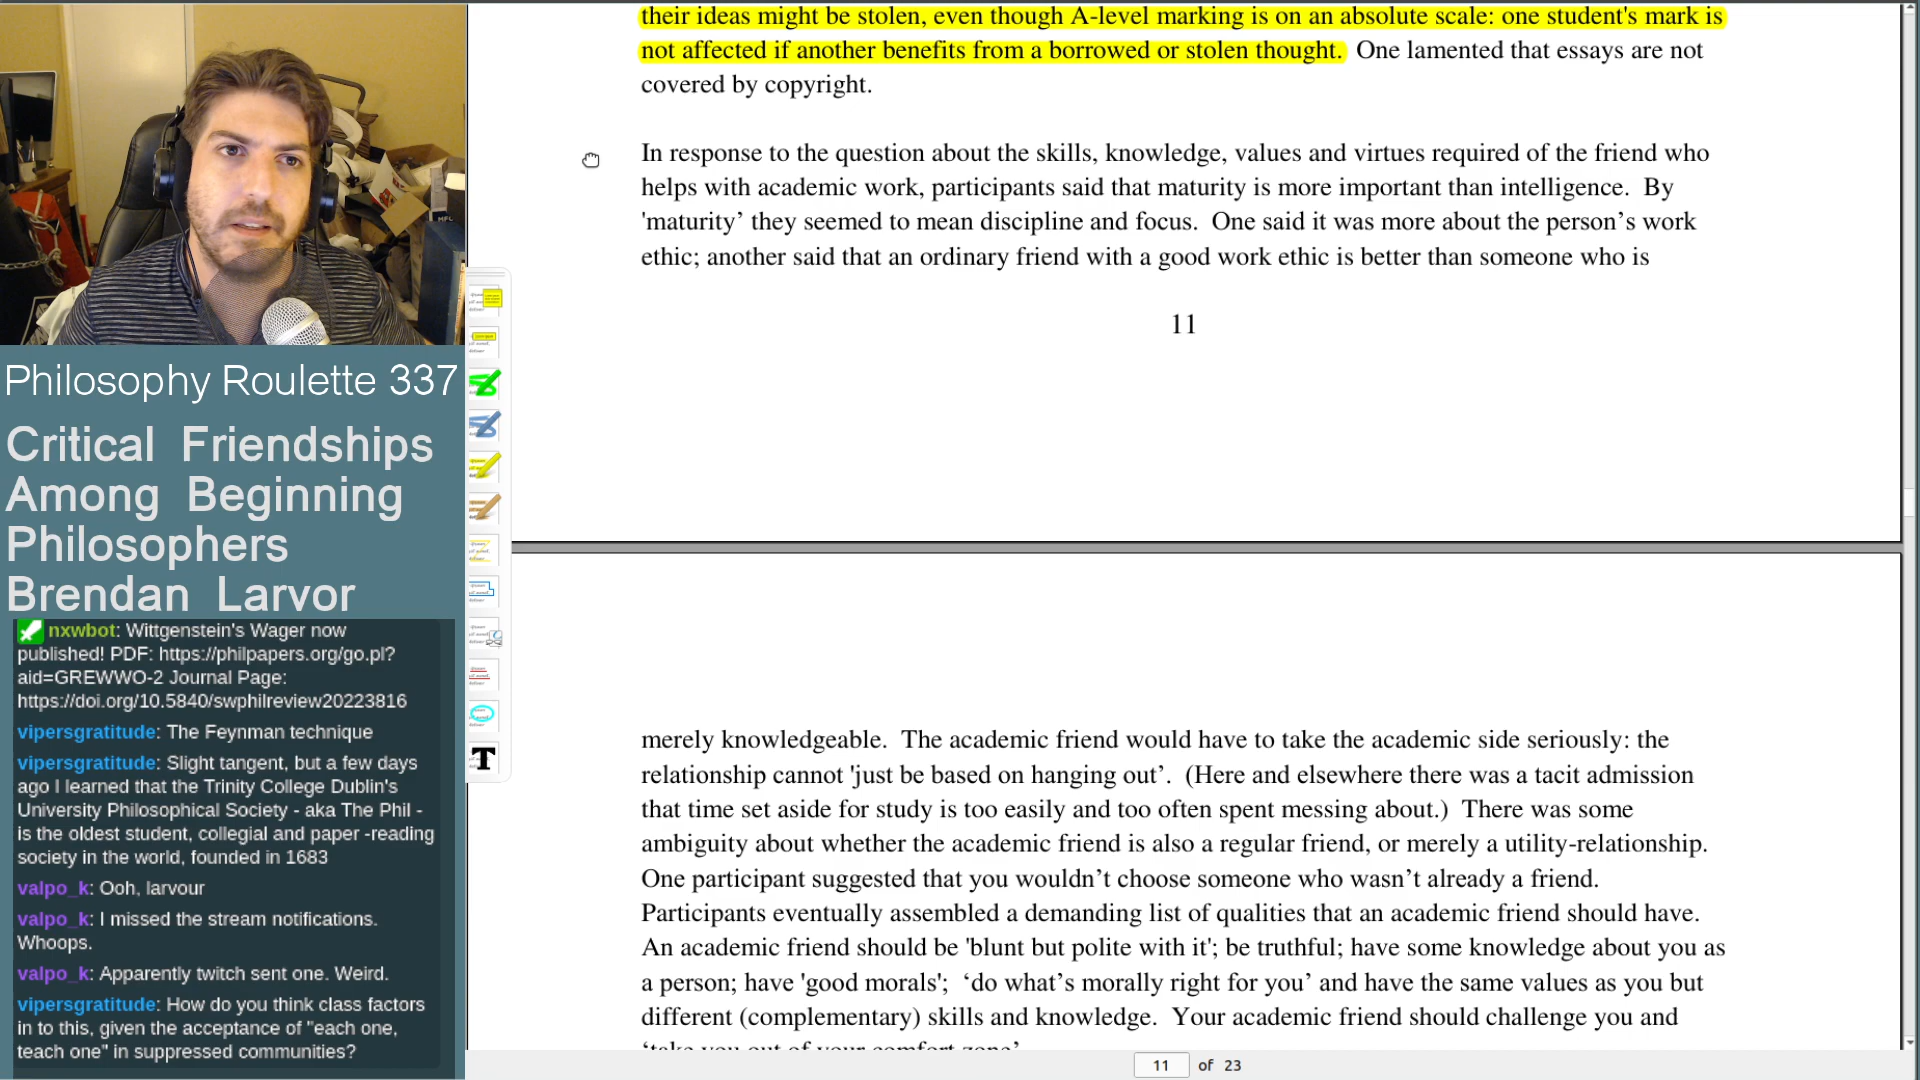 their ideas might be stolen, even though A-level marking is on an absolute scale: one student's mark is
not affected if another benefits from a borrowed or stolen thought.  One lamented that essays are not
covered by copyright.
In response to the question about the skills, knowledge, values and virtues required of the friend who
helps with academic work, participants said that maturity is more important than intelligence.  By
'maturity’ they seemed to mean discipline and focus.  One said it was more about the person’s work
ethic; another said that an ordinary friend with a good work ethic is better than someone who is
11
merely knowledgeable.  The academic friend would have to take the academic side seriously: the
relationship cannot 'just be based on hanging out’.  (Here and elsewhere there was a tacit admission
that time set aside for study is too easily and too often spent messing about.)  There was some
ambiguity about whether the academic friend is also a regular friend, or merely a utility-relationship.
One participant suggested that you wouldn’t choose someone who wasn’t already a friend.
Participants eventually assembled a demanding list of qualities that an academic friend should have.
An academic friend should be 'blunt but polite with it'; be truthful; have some knowledge about you as
a person; have 'good morals';  ‘do what’s morally right for you’ and have the same values as you but
different (complementary) skills and knowledge.  Your academic friend should challenge you and
‘take you out of your comfort zone’
11 of 23
T
Philosophy Roulette 337
Critical Friendships
Among Beginning
Philosophers
Brendan Larvor
nxwbot: Wittgenstein's Wager now
published! PDF: https://philpapers.org/go.pl?
aid=GREWWO-2 Journal Page:
https://doi.org/10.5840/swphilreview20223816
vipersgratitude: The Feynman technique
vipersgratitude: Slight tangent, but a few days
ago I learned that the Trinity College Dublin's
University Philosophical Society - aka The Phil -
is the oldest student, collegial and paper -reading
society in the world, founded in 1683
valpo_k: Ooh, larvour
valpo_k: I missed the stream notifications.
Whoops.
valpo_k: Apparently twitch sent one. Weird.
vipersgratitude: How do you think class factors
in to this, given the acceptance of "each one,
teach one" in suppressed communities?